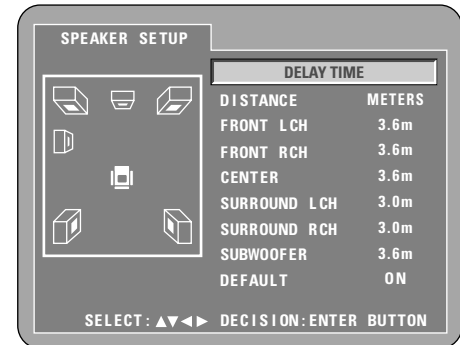 SPEAKER SETUP
DELAY TIME
DISTANCE METERS
FRONT LCH 3.6m
FRONT RCH 3.6m
CENTER 3.6m
SURROUND LCH 3.0m
SURROUND RCH 3.0m
SUBWOOFER 3.6m
DEFAULT ON
SELECT:▲▼◄► DECISION:ENTER BUTTON